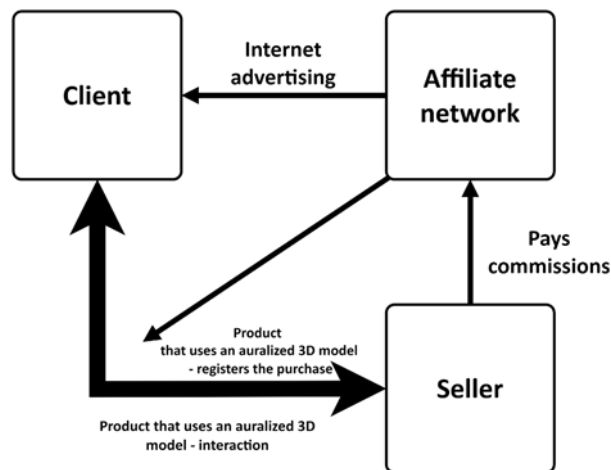 Client
Internet
advertising
Affiliate
network
Pays
commissions
Product
that uses an auralized 3D model
- registers the purchase
Seller
Product that uses an auralized 3D
model - interaction